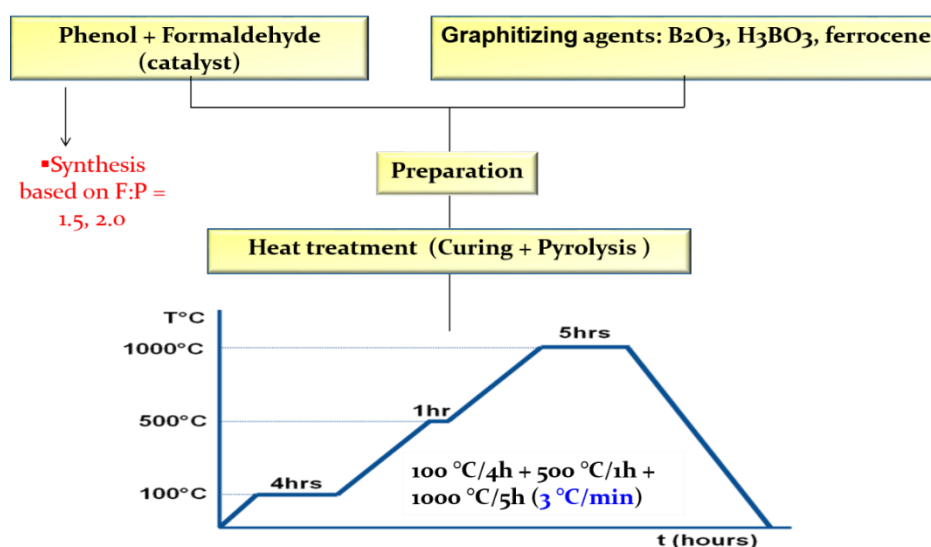 Phenol + Formaldehyde
(catalyst)
Graphitizing agents: B2O3, H3BO3, ferrocene
▪Synthesis
based on F:P =
1.5, 2.0
Preparation
Heat treatment (Curing + Pyrolysis )
T°C
1000°C
5hrs
500°C
1hr
100°C
4hrs
100 °C/4h + 500 °C/1h +
1000 °C/5h (3 °C/min)
t (hours)